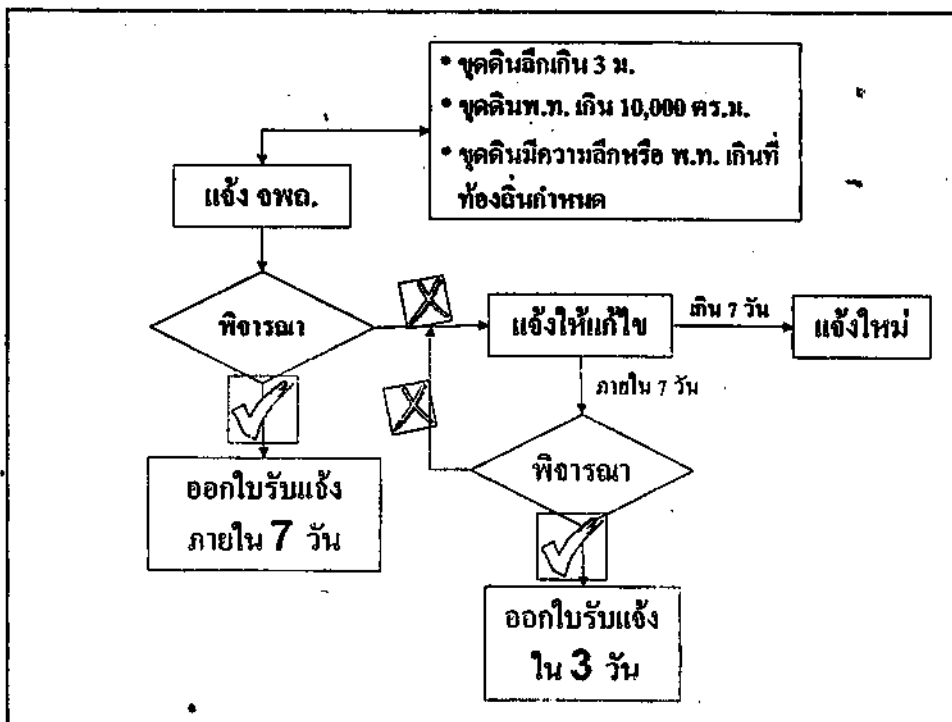 • ขุดดินลึกเกิน 3 ม.
• ขุดดินพ.ท. เกิน 10,000 ตร.ม.
• ขุดดินมีความลึกหรือ พ.ท. เกินที่
ท้องถิ่นกำหนด
แจ้ง จพถ.
พิจารณา
แจ้งให้แก้ไข
เกิน 7 วัน
แจ้งใหม่
ภายใน 7 วัน
พิจารณา
ออกใบรับแจ้ง
ภายใน 7 วัน
ออกใบรับแจ้ง
ใน 3 วัน